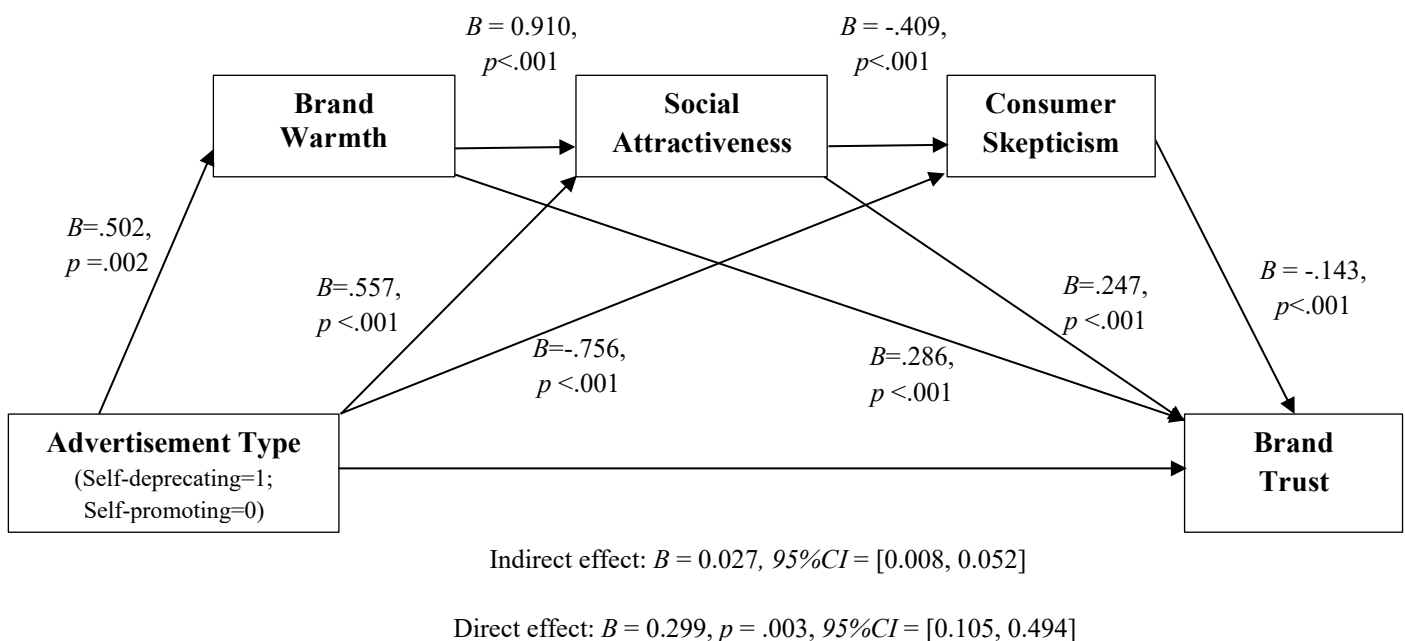 B = 0.910,
p<.001
B = -.409,
p<.001
Brand
Warmth
Social
Attractiveness
Consumer
Skepticism
B=.502,
p =.002
B=.557,
p <.001
B=-.756,
p <.001
B=.286,
p <.001
B=.247,
p <.001
B = -.143,
p<.001
Advertisement Type
(Self-deprecating=1;
Self-promoting=0)
Brand
Trust
Indirect effect: B = 0.027, 95%CI = [0.008, 0.052]
Direct effect: B = 0.299, p = .003, 95%CI = [0.105, 0.494]